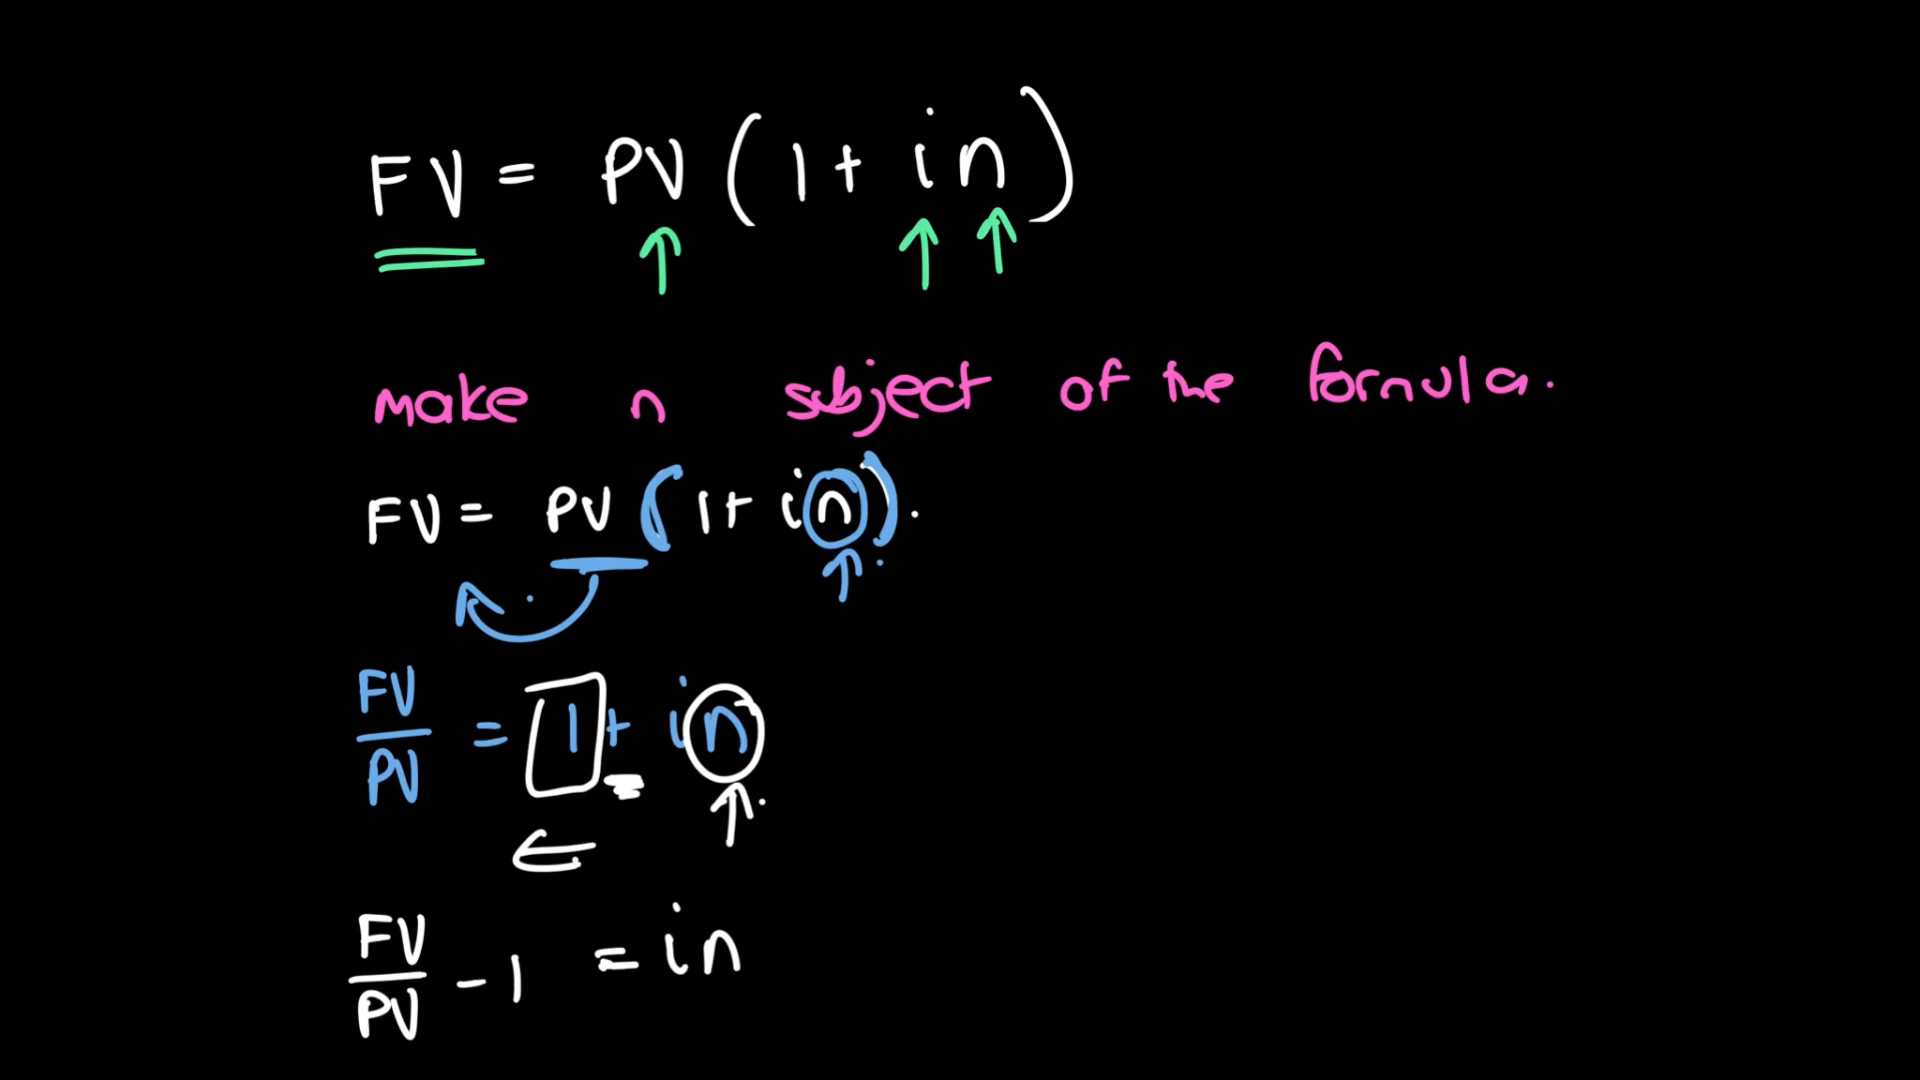 FV = PV (1 + in)
make n subject of the formula.
FV = PV (1 + in).
FV/PV = 1 + in
FV/PV - 1 = in